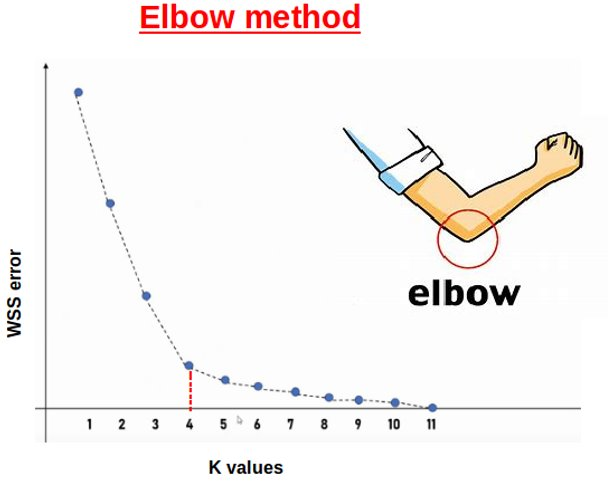 Elbow method
WSS error
elbow
1 2 3 4 5 6 7 8 9 10 11
K values